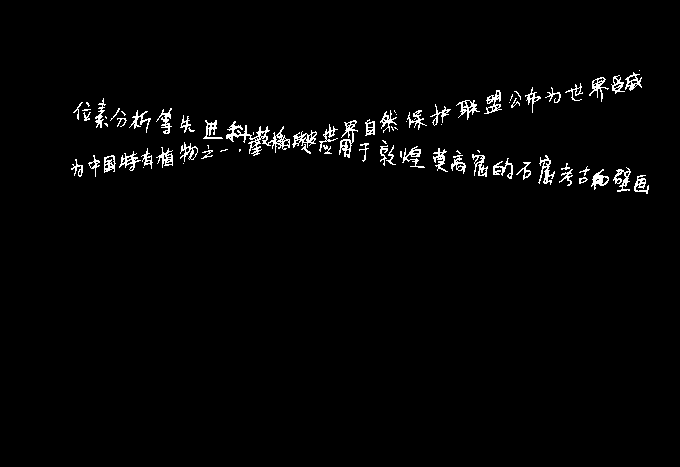 位素分析等先进科应用于敦煌莫高窟的石窟考古和壁画
为中国特有植物之一,世界自然保护联盟公布为世界受威